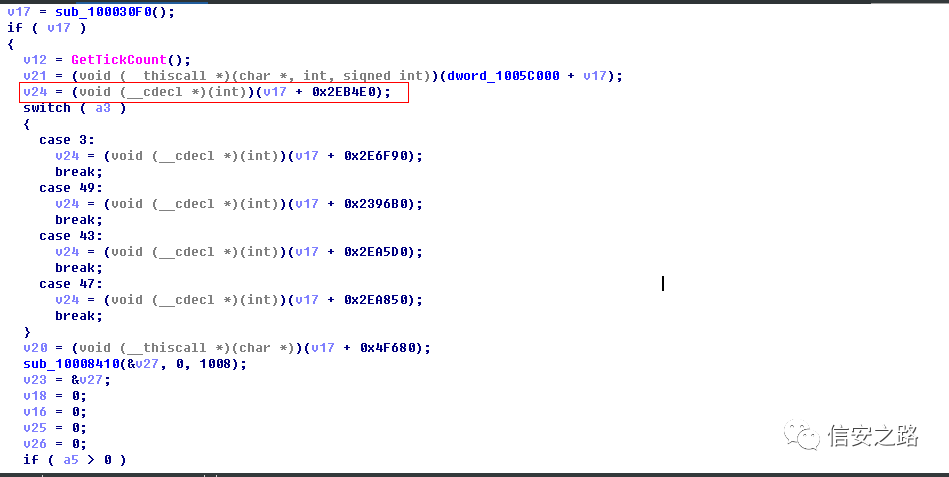 v17 = sub_100030F0();
if ( v17 )
{
v12 = GetTickCount();
v21 = (void (__thiscall *)(char *, int, signed int))(dword_1005C000 + v17);
v24 = (void (__cdecl *)(int))(v17 + 0x2EB4E0);
switch ( a3 )
{
case 3:
v24 = (void (__cdecl *)(int))(v17 + 0x2E6F90);
break;
case 49:
v24 = (void (__cdecl *)(int))(v17 + 0x2396B0);
break;
case 43:
v24 = (void (__cdecl *)(int))(v17 + 0x2EA5D0);
break;
case 47:
v24 = (void (__cdecl *)(int))(v17 + 0x2EA850);
break;
}
v20 = (void (__thiscall *)(char *))(v17 + 0x4F680);
sub_10008410(&v27, 0, 1008);
v23 = &v27;
v18 = 0;
v16 = 0;
v25 = 0;
v26 = 0;
if ( a5 > 0 )
信安之路